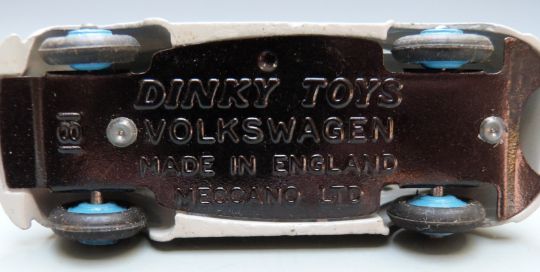 DINKY TOYS
181
VOLKSWAGEN
MADE IN ENGLAND
MECCANO LTD